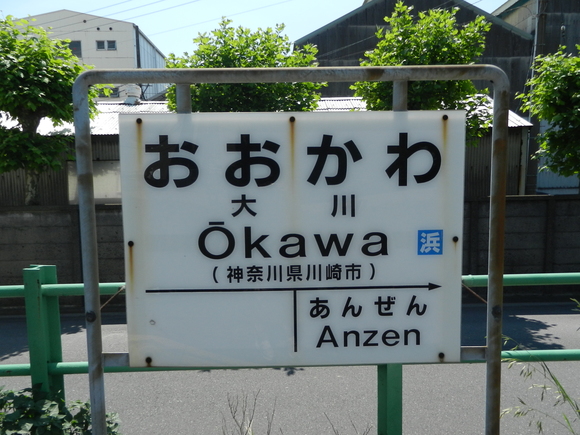 おおかわ
大川
Ōkawa
浜
(神奈川県川崎市)
あんぜん
Anzen